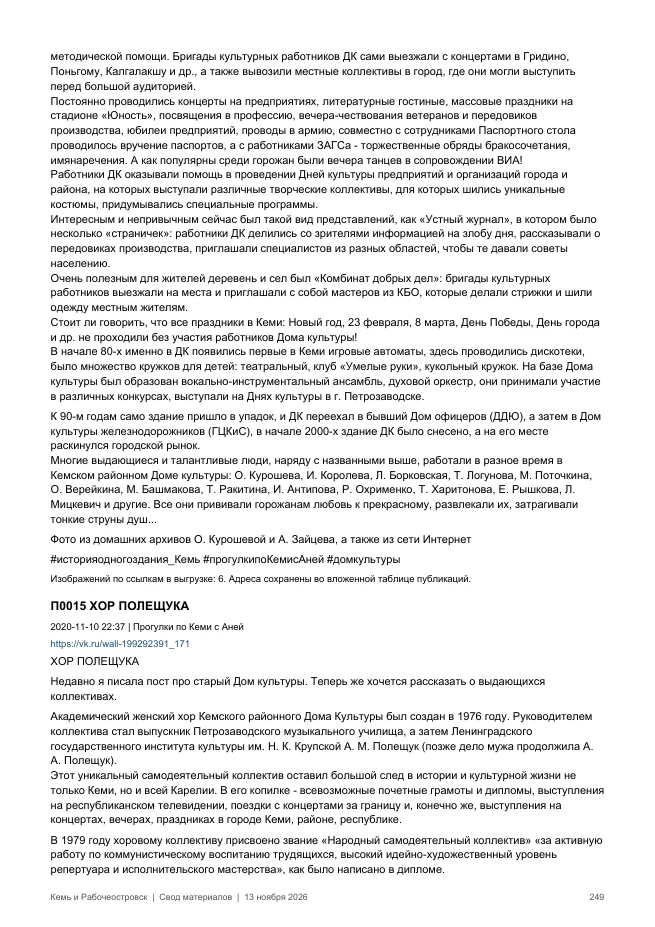 методической помощи. Бригады культурных работников ДК сами выезжали с концертами в Гридино,
Поньгому, Калгалакшу и др., а также вывозили местные коллективы в город, где они могли выступить
перед большой аудиторией.
Постоянно проводились концерты на предприятиях, литературные гостиные, массовые праздники на
стадионе «Юность», посвящения в профессию, вечера-чествования ветеранов и передовиков
производства, юбилеи предприятий, проводы в армию, совместно с сотрудниками Паспортного стола
проводилось вручение паспортов, а с работниками ЗАГСа - торжественные обряды бракосочетания,
имянаречения. А как популярны среди горожан были вечера танцев в сопровождении ВИА!
Работники ДК оказывали помощь в проведении Дней культуры предприятий и организаций города и
района, на которых выступали различные творческие коллективы, для которых шились уникальные
костюмы, придумывались специальные программы.
Интересным и непривычным сейчас был такой вид представлений, как «Устный журнал», в котором было
несколько «страничек»: работники ДК делились со зрителями информацией на злобу дня, рассказывали о
передовиках производства, приглашали специалистов из разных областей, чтобы те давали советы
населению.
Очень полезным для жителей деревень и сел был «Комбинат добрых дел»: бригады культурных
работников выезжали на места и приглашали с собой мастеров из КБО, которые делали стрижки и шили
одежду местным жителям.
Стоит ли говорить, что все праздники в Кеми: Новый год, 23 февраля, 8 марта, День Победы, День города
и др. не проходили без участия работников Дома культуры!
В начале 80-х именно в ДК появились первые в Кеми игровые автоматы, здесь проводились дискотеки,
было множество кружков для детей: театральный, клуб «Умелые руки», кукольный кружок. На базе Дома
культуры был образован вокально-инструментальный ансамбль, духовой оркестр, они принимали участие
в различных конкурсах, выступали на Днях культуры в г. Петрозаводске.
К 90-м годам само здание пришло в упадок, и ДК переехал в бывший Дом офицеров (ДДЮ), а затем в Дом
культуры железнодорожников (ГЦКиС), в начале 2000-х здание ДК было снесено, а на его месте
раскинулся городской рынок.
Многие выдающиеся и талантливые люди, наряду с названными выше, работали в разное время в
Кемском районном Доме культуры: О. Курошева, И. Королева, Л. Борковская, Т. Логунова, М. Поточкина,
О. Верейкина, М. Башмакова, Т. Ракитина, И. Антипова, Р. Охрименко, Т. Харитонова, Е. Рышкова, Л.
Мицкевич и другие. Все они прививали горожанам любовь к прекрасному, развлекали их, затрагивали
тонкие струны душ...
Фото из домашних архивов О. Курошевой и А. Зайцева, а также из сети Интернет
#историяодногоздания_Кемь #прогулкипоКемисАней #домкультуры
Изображений по ссылкам в выгрузке: 6. Адреса сохранены во вложенной таблице публикаций.
П0015 ХОР ПОЛЕЩУКА
2020-11-10 22:37 | Прогулки по Кеми с Аней
https://vk.ru/wall-199292391_171
ХОР ПОЛЕЩУКА
Недавно я писала пост про старый Дом культуры. Теперь же хочется рассказать о выдающихся
коллективах.
Академический женский хор Кемского районного Дома Культуры был создан в 1976 году. Руководителем
коллектива стал выпускник Петрозаводского музыкального училища, а затем Ленинградского
государственного института культуры им. Н. К. Крупской А. М. Полещук (позже дело мужа продолжила А.
А. Полещук).
Этот уникальный самодеятельный коллектив оставил большой след в истории и культурной жизни не
только Кеми, но и всей Карелии. В его копилке - всевозможные почетные грамоты и дипломы, выступления
на республиканском телевидении, поездки с концертами за границу и, конечно же, выступления на
концертах, вечерах, праздниках в городе Кеми, районе, республике.
В 1979 году хоровому коллективу присвоено звание «Народный самодеятельный коллектив» «за активную
работу по коммунистическому воспитанию трудящихся, высокий идейно-художественный уровень
репертуара и исполнительского мастерства», как было написано в дипломе.
Кемь и Рабочеостровск | Свод материалов | 13 ноября 2026
249